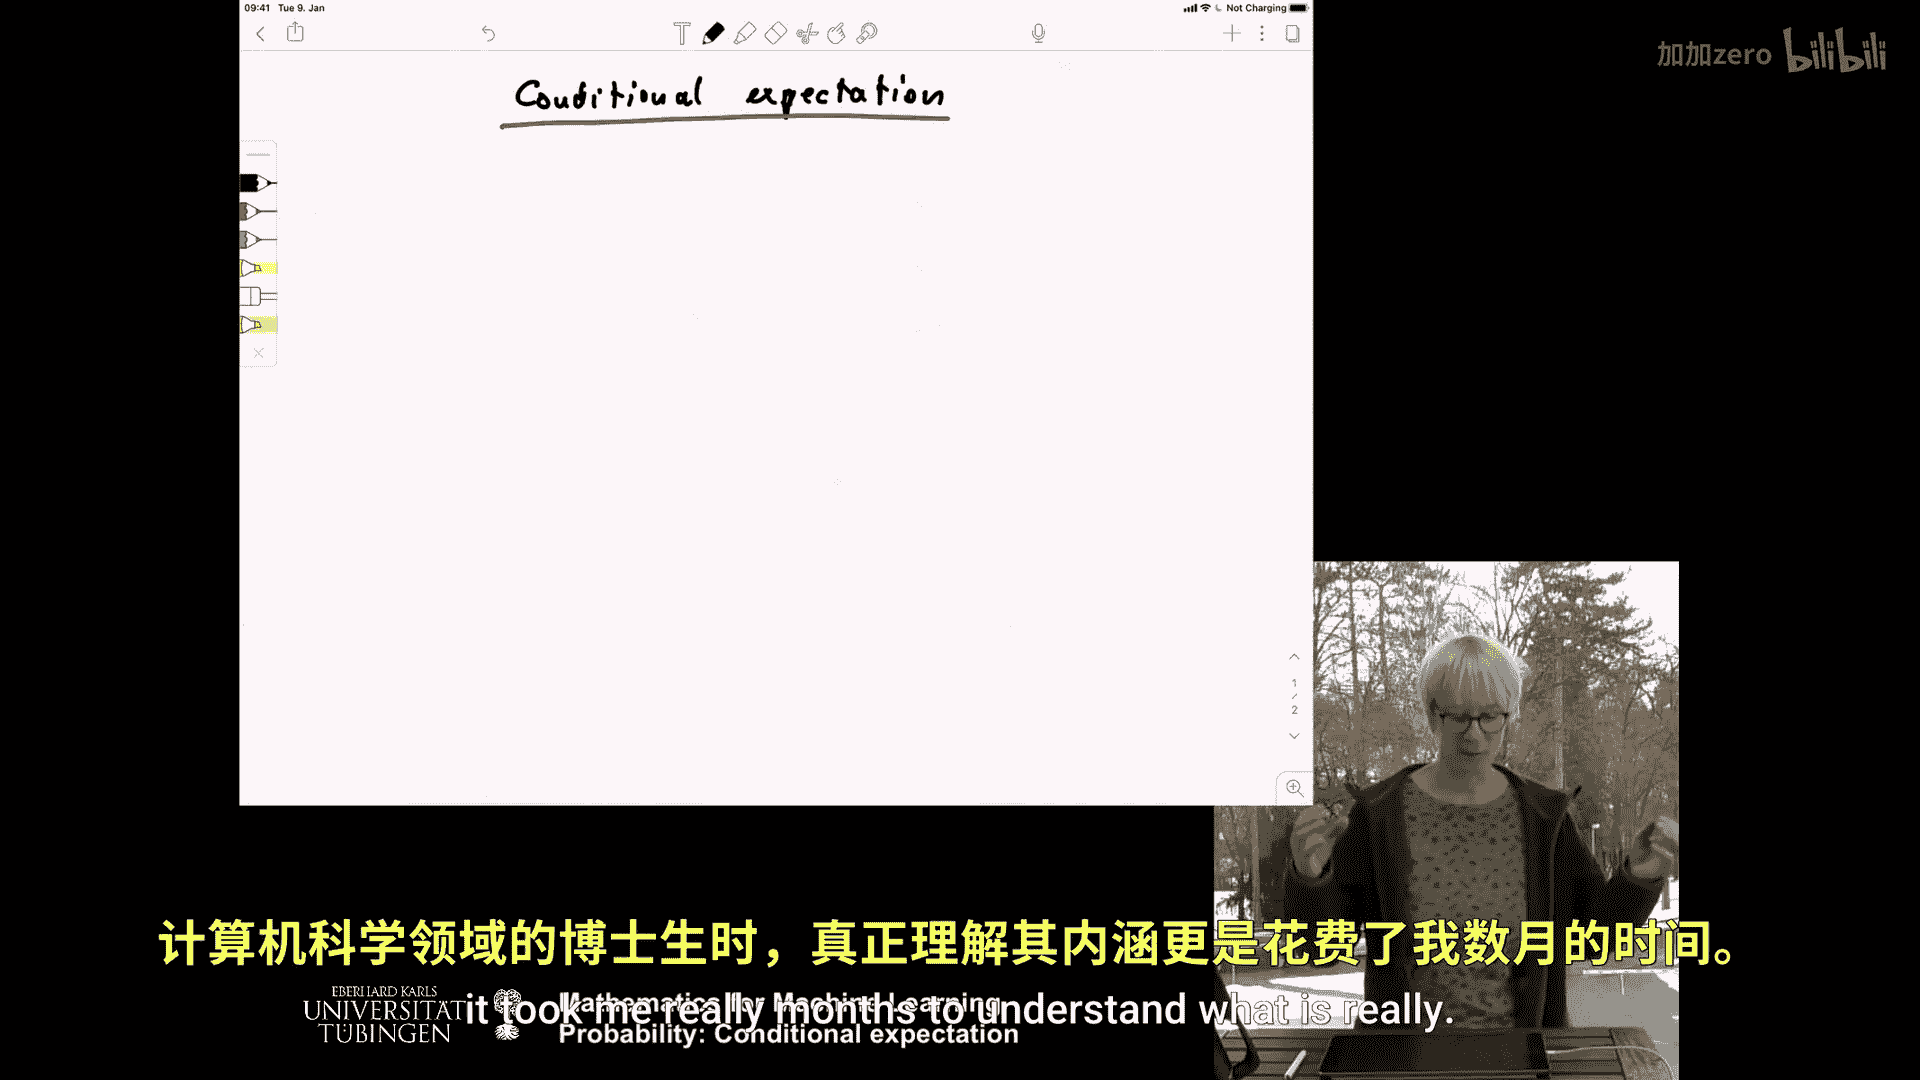 09:41 Tue 9. Jan
Not Charging
T
Conditional expectation
加加zero bilibili
1
2
计算机科学领域的博士生时，真正理解其内涵更是花费了我数月的时间。
it took me really months to understand what is really.
EBERHARD KARLS
UNIVERSITÄT
TÜBINGEN
Mathematics for Machine Learning
Probability: Conditional expectation